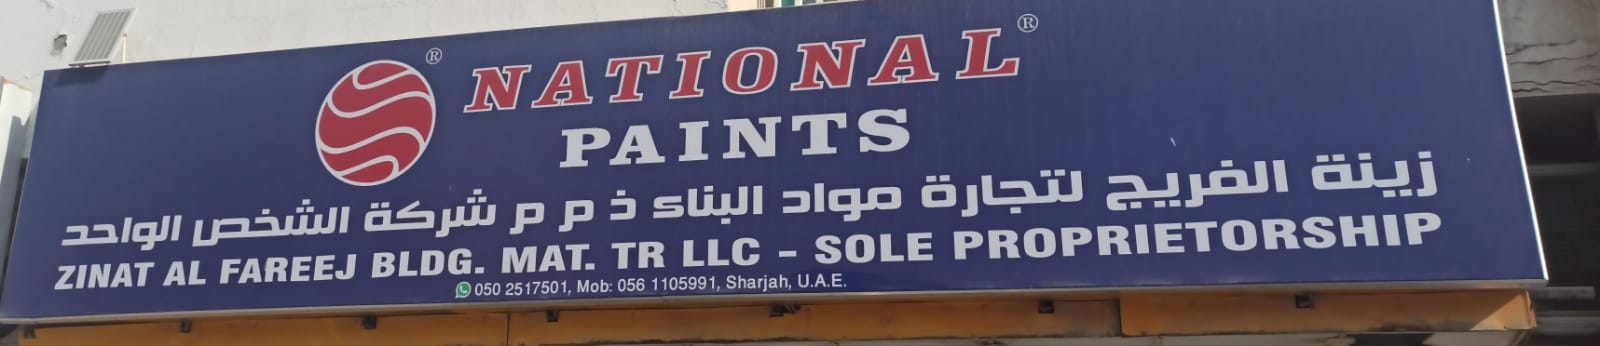 NATIONAL®
PAINTS
زينة الفريج لتجارة مواد البناء ذ م م شركة الشخص الواحد
ZINAT AL FAREEJ BLDG. MAT. TR LLC - SOLE PROPRIETORSHIP
050 2517501, Mob: 056 1105991, Sharjah, U.A.E.